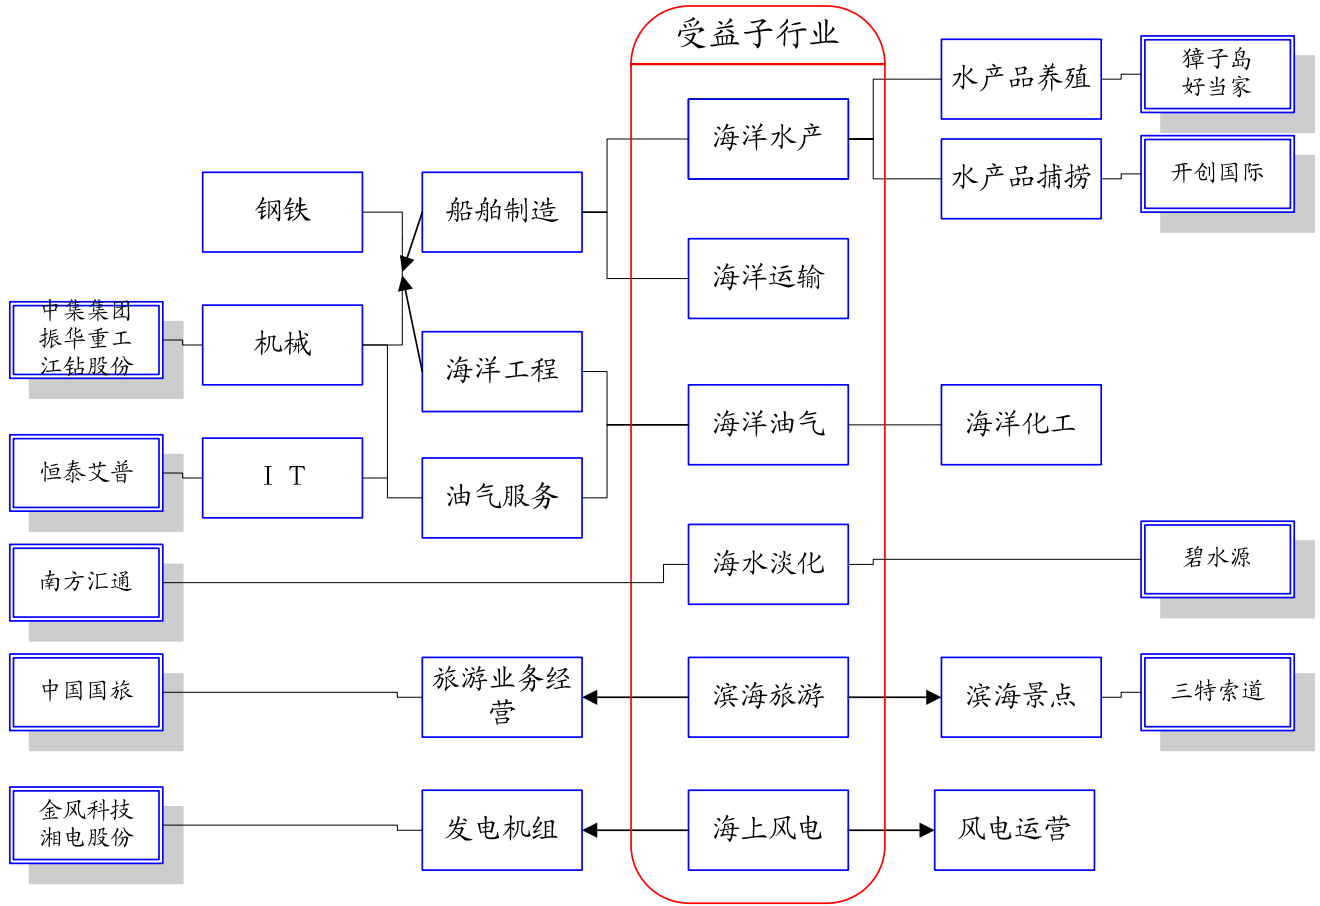 受益子行业
水产品养殖
獐子岛
好当家
海洋水产
水产品捕捞
开创国际
钢铁
船舶制造
海洋运输
中集集团
振华重工
江钻股份
机械
海洋工程
海洋油气
海洋化工
恒泰艾普
IT
油气服务
南方汇通
海水淡化
碧水源
中国国旅
旅游业务经
营
滨海旅游
滨海景点
三特索道
金风科技
湘电股份
发电机组
海上风电
风电运营